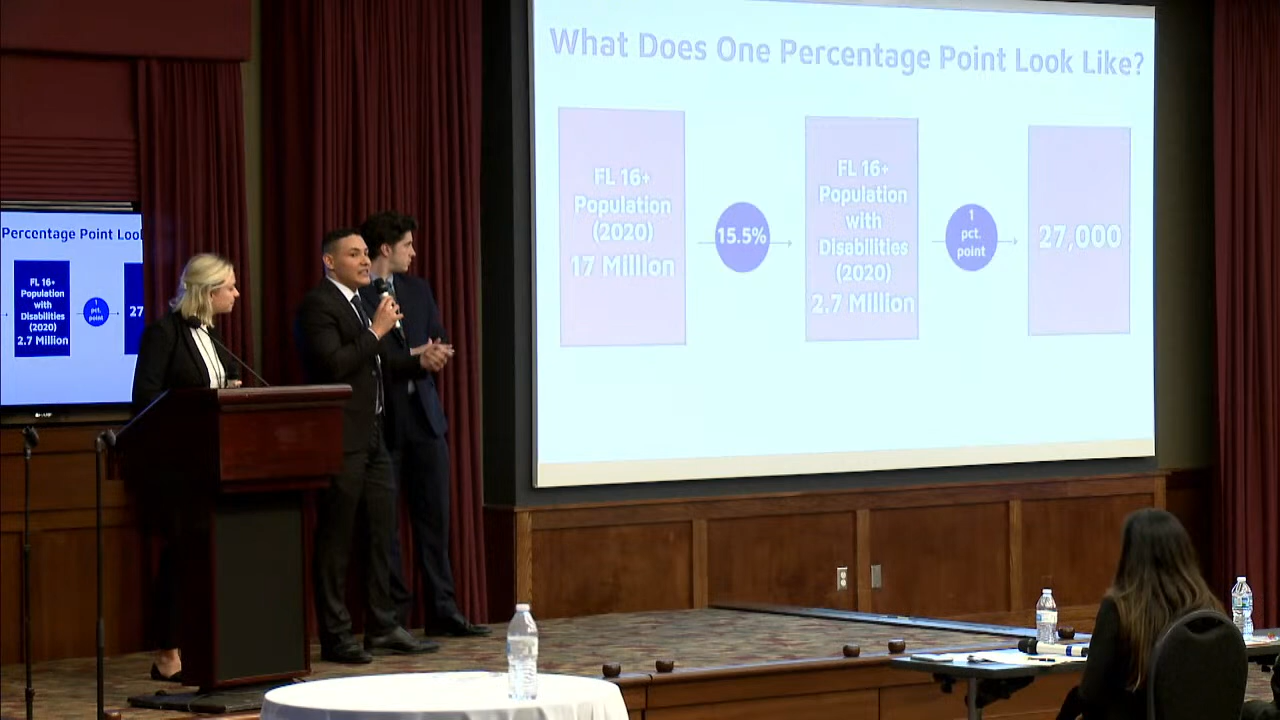 What Does One Percentage Point Look Like?
FL 16+
Population
(2020)
17 Million
15.5%
FL 16+
Population
with
Disabilities
(2020)
2.7 Million
1
pct.
point
27,000
Percentage Point Loo
FL 16+
Population
with
Disabilities
(2020)
2.7 Million
1
pct.
point
27
SHARP